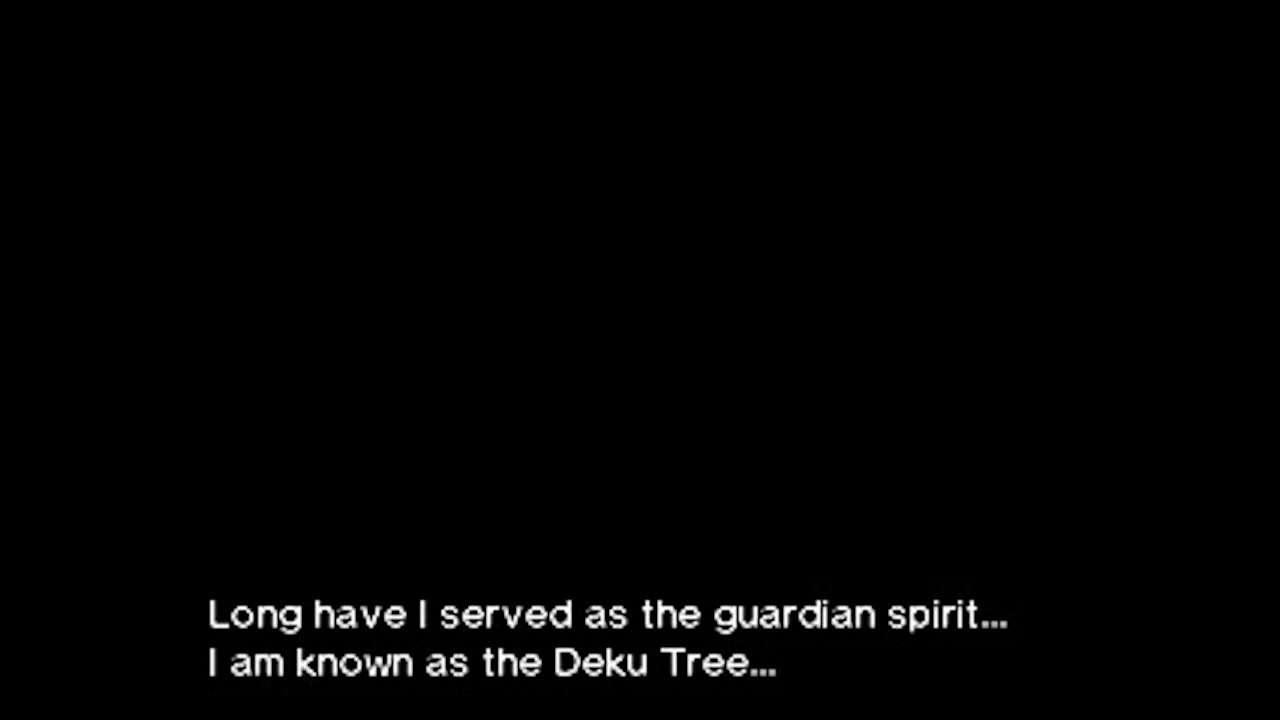 Long have I served as the guardian spirit...
I am known as the Deku Tree...